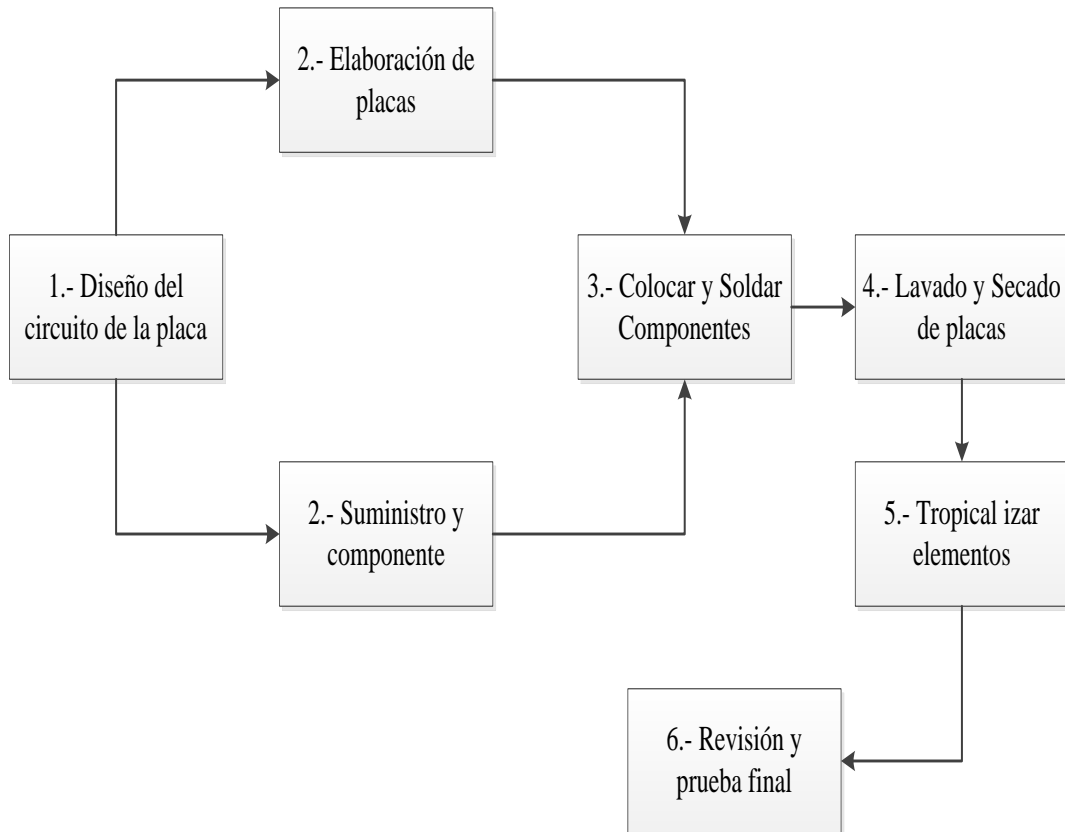 2.- Elaboración de
placas
1.- Diseño del
circuito de la placa
3.- Colocar y Soldar
Componentes
4.- Lavado y Secado
de placas
2.- Suministro y
componente
5.- Tropical izar
elementos
6.- Revisión y
prueba final